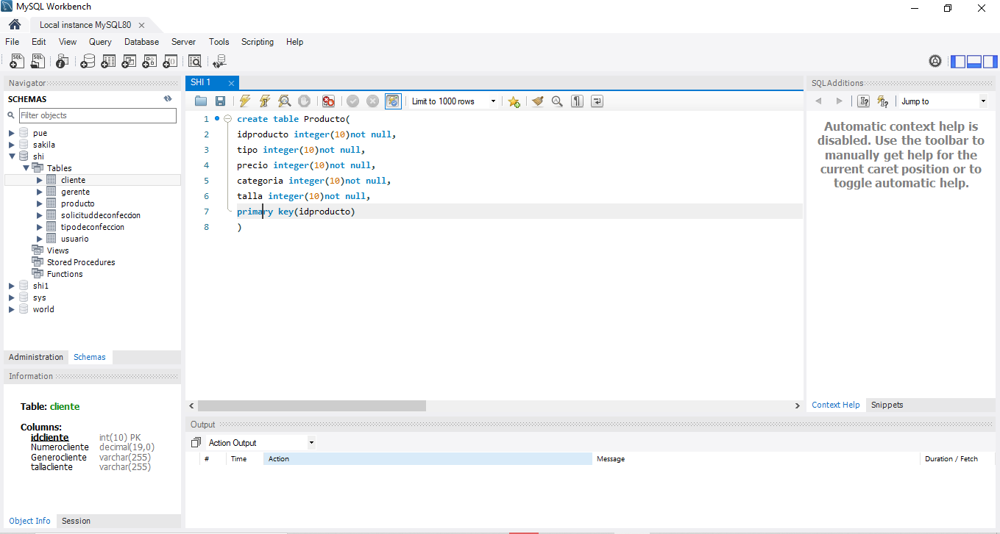 MySQL Workbench
Local instance MySQL80
File Edit View Query Database Server Tools Scripting Help
Navigator
SCHEMAS
Filter objects
pue
sakila
shi
Tables
cliente
gerente
producto
solicituddeconfeccion
tipodeconfeccion
usuario
Views
Stored Procedures
Functions
shi1
sys
world
Administration Schemas
Information
Table: cliente
Columns:
idcliente int(10) PK
Numerocliente decimal(19,0)
Generocliente varchar(255)
tallacliente varchar(255)
Object Info Session
SHI 1
Limit to 1000 rows
1 create table Producto(
2 idproducto integer(10)not null,
3 tipo integer(10)not null,
4 precio integer(10)not null,
5 categoria integer(10)not null,
6 talla integer(10)not null,
7 primary key(idproducto)
8 )
Output
Action Output
# Time Action Message Duration / Fetch
SQLAdditions
Jump to
Automatic context help is
disabled. Use the toolbar to
manually get help for the
current caret position or to
toggle automatic help.
Context Help Snippets